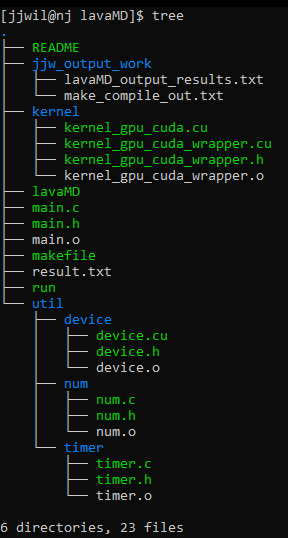 [jjwil@nj lavaMD]$ tree
.
├── README
├── jjw_output_work
│   ├── lavaMD_output_results.txt
│   └── make_compile_out.txt
├── kernel
│   ├── kernel_gpu_cuda.cu
│   ├── kernel_gpu_cuda_wrapper.cu
│   ├── kernel_gpu_cuda_wrapper.h
│   └── kernel_gpu_cuda_wrapper.o
├── lavaMD
├── main.c
├── main.h
├── main.o
├── makefile
├── result.txt
├── run
└── util
    ├── device
    │   ├── device.cu
    │   ├── device.h
    │   └── device.o
    ├── num
    │   ├── num.c
    │   ├── num.h
    │   └── num.o
    └── timer
        ├── timer.c
        ├── timer.h
        └── timer.o

6 directories, 23 files